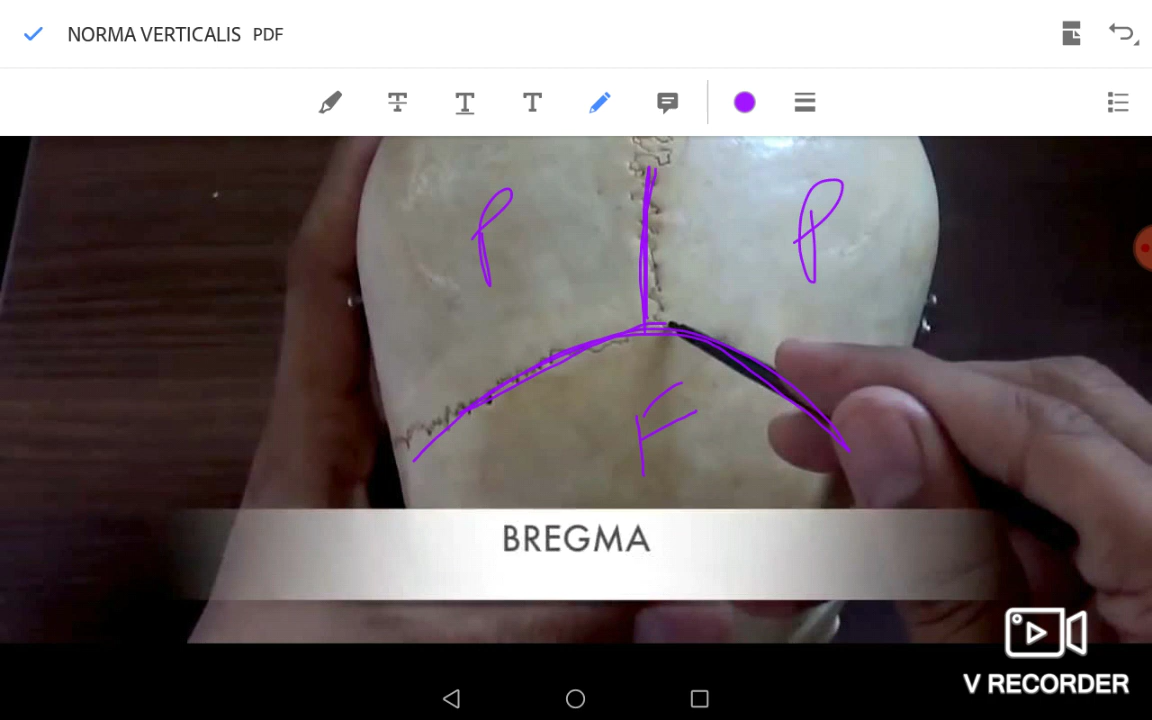 NORMA VERTICALIS PDF
T T T
P P
F
BREGMA
V RECORDER